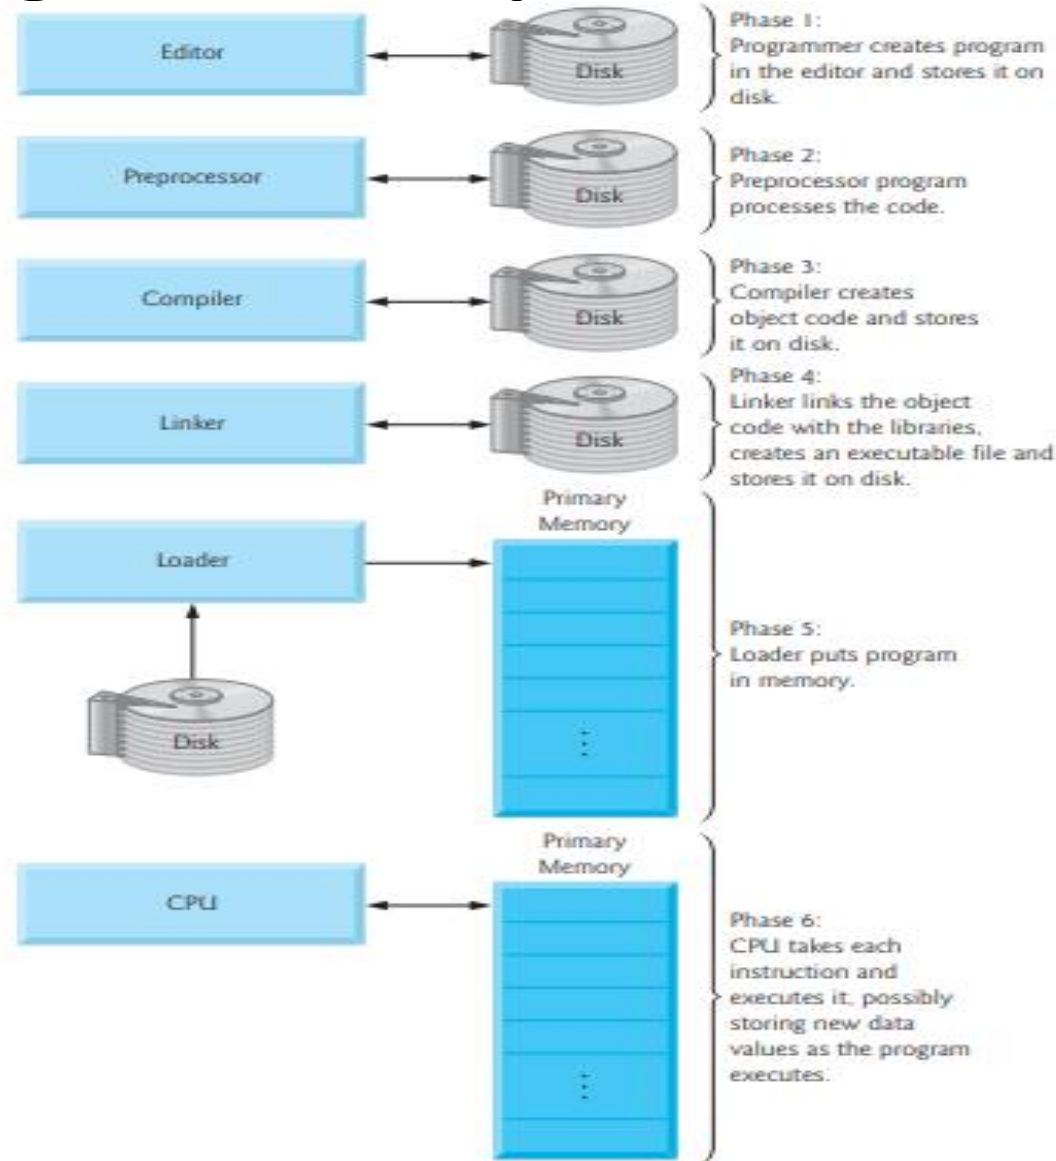 Editor
Disk
Phase 1:
Programmer creates program
in the editor and stores it on
disk.
Preprocessor
Disk
Phase 2:
Preprocessor program
processes the code.
Compiler
Disk
Phase 3:
Compiler creates
object code and stores
it on disk.
Linker
Disk
Phase 4:
Linker links the object
code with the libraries,
creates an executable file and
stores it on disk.
Primary
Memory
Loader
Disk
Phase 5:
Loader puts program
in memory.
Primary
Memory
CPU
Phase 6:
CPU takes each
instruction and
executes it, possibly
storing new data
values as the program
executes.